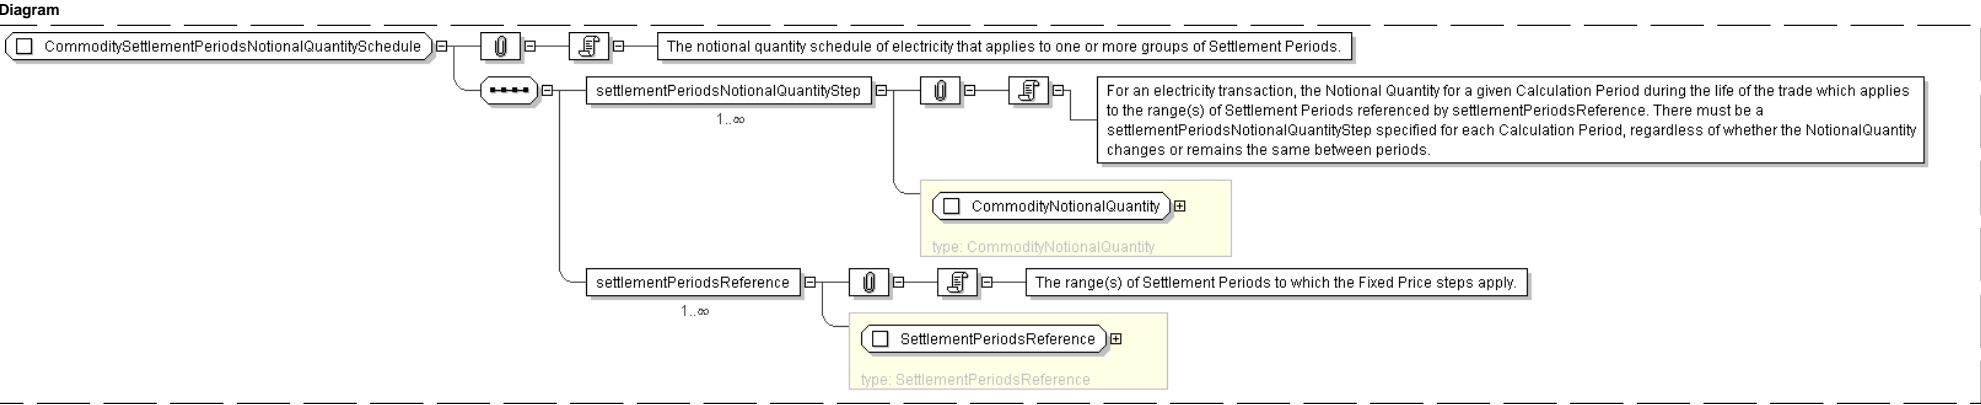 Diagram
CommoditySettlementPeriodsNotionalQuantitySchedule
The notional quantity schedule of electricity that applies to one or more groups of Settlement Periods.
settlementPeriodsNotionalQuantityStep
1..∞
For an electricity transaction, the Notional Quantity for a given Calculation Period during the life of the trade which applies
to the range(s) of Settlement Periods referenced by settlementPeriodsReference. There must be a
settlementPeriodsNotionalQuantityStep specified for each Calculation Period, regardless of whether the NotionalQuantity
changes or remains the same between periods.
CommodityNotionalQuantity
type: CommodityNotionalQuantity
settlementPeriodsReference
1..∞
The range(s) of Settlement Periods to which the Fixed Price steps apply.
SettlementPeriodsReference
type: SettlementPeriodsReference